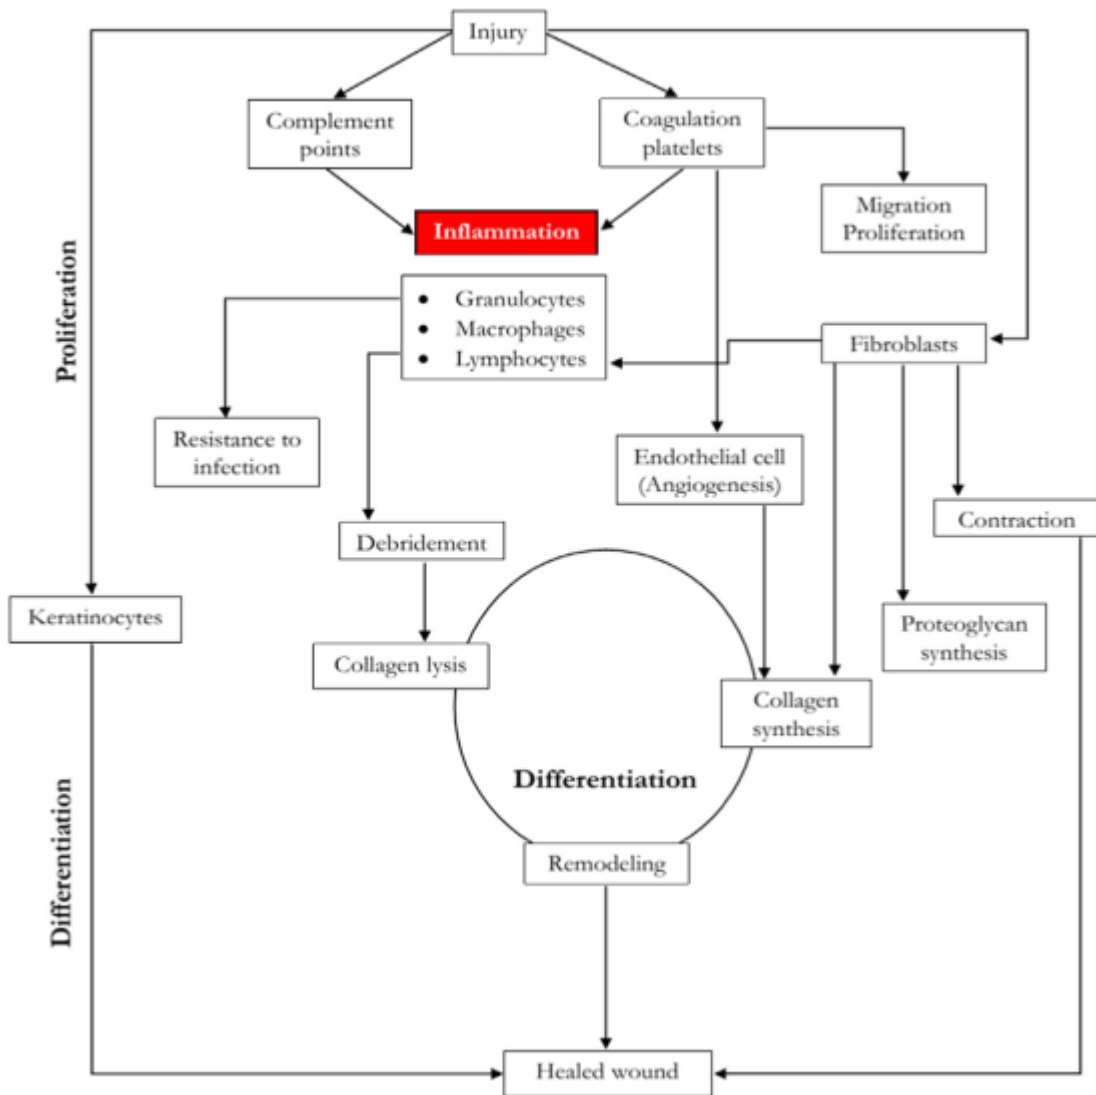 Injury
Complement
points
Coagulation
platelets
Migration
Proliferation
Inflammation
Proliferation
• Granulocytes
• Macrophages
• Lymphocytes
Fibroblasts
Resistance to
infection
Endothelial cell
(Angiogenesis)
Contraction
Debridement
Keratinocytes
Proteoglycan
synthesis
Collagen lysis
Collagen
synthesis
Differentiation
Differentiation
Remodeling
Healed wound